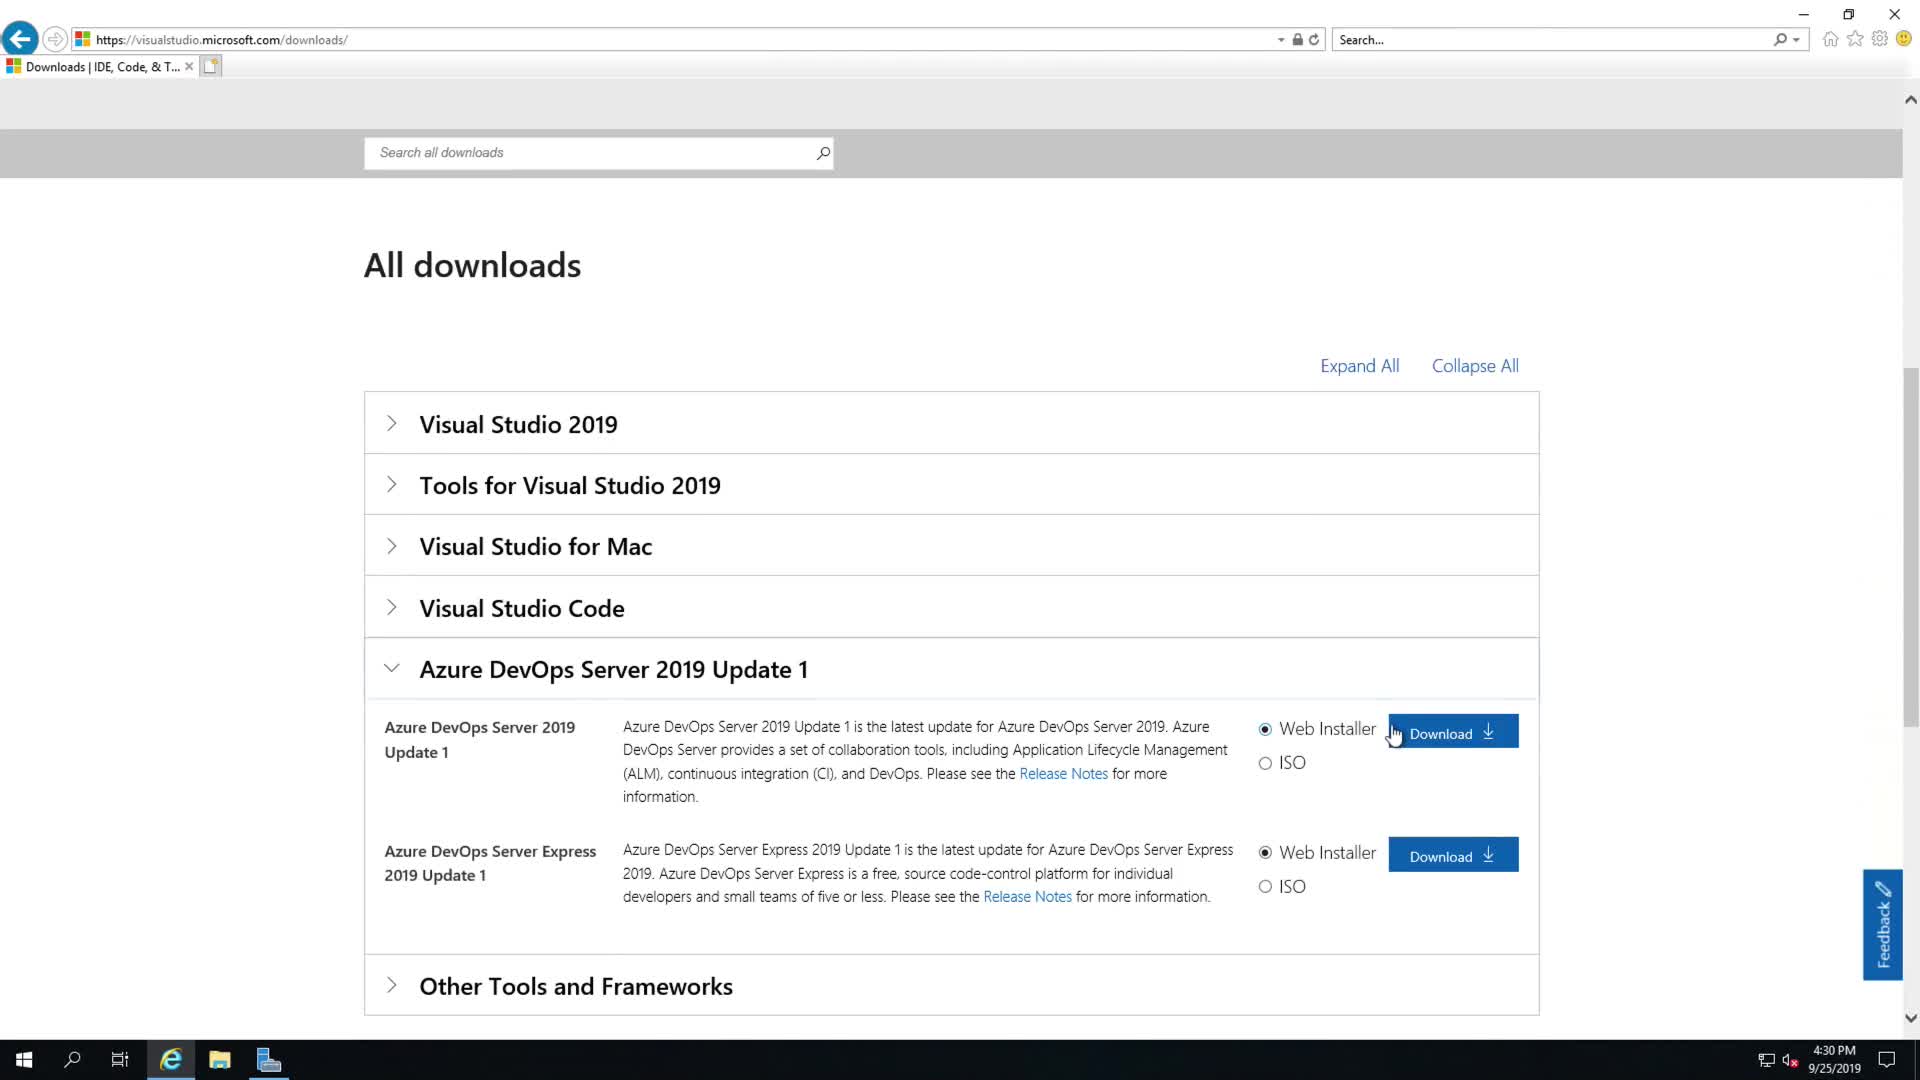 https://visualstudio.microsoft.com/downloads/
Search...
Downloads | IDE, Code, & T...
Search all downloads
All downloads
Expand All
Collapse All
Visual Studio 2019
Tools for Visual Studio 2019
Visual Studio for Mac
Visual Studio Code
Azure DevOps Server 2019 Update 1
Azure DevOps Server 2019
Update 1
Azure DevOps Server 2019 Update 1 is the latest update for Azure DevOps Server 2019. Azure
DevOps Server provides a set of collaboration tools, including Application Lifecycle Management
(ALM), continuous integration (CI), and DevOps. Please see the Release Notes for more
information.
Web Installer
ISO
Download
Azure DevOps Server Express
2019 Update 1
Azure DevOps Server Express 2019 Update 1 is the latest update for Azure DevOps Server Express
2019. Azure DevOps Server Express is a free, source code-control platform for individual
developers and small teams of five or less. Please see the Release Notes for more information.
Web Installer
ISO
Download
Feedback
Other Tools and Frameworks
4:30 PM
9/25/2019